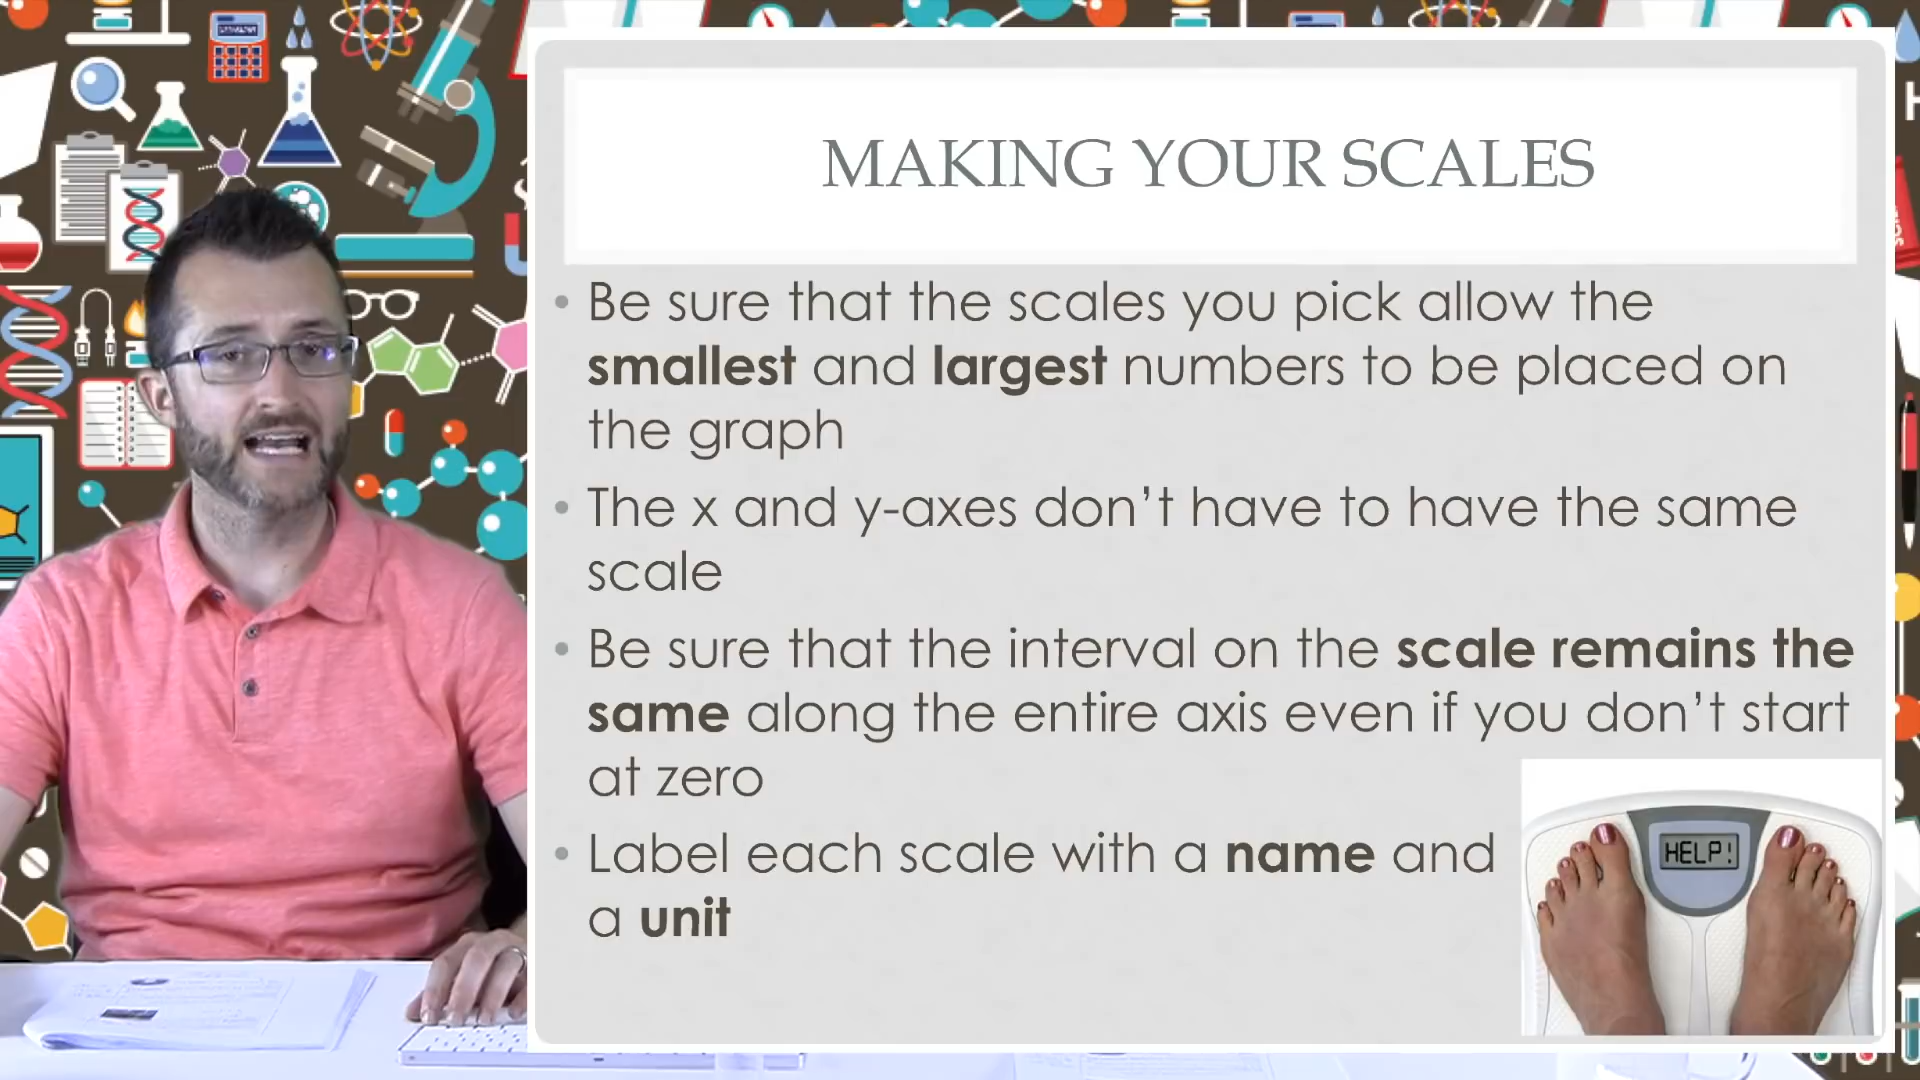 MAKING YOUR SCALES
• Be sure that the scales you pick allow the
smallest and largest numbers to be placed on
the graph
• The x and y-axes don’t have to have the same
scale
• Be sure that the interval on the scale remains the
same along the entire axis even if you don’t start
at zero
• Label each scale with a name and
a unit
HELP!